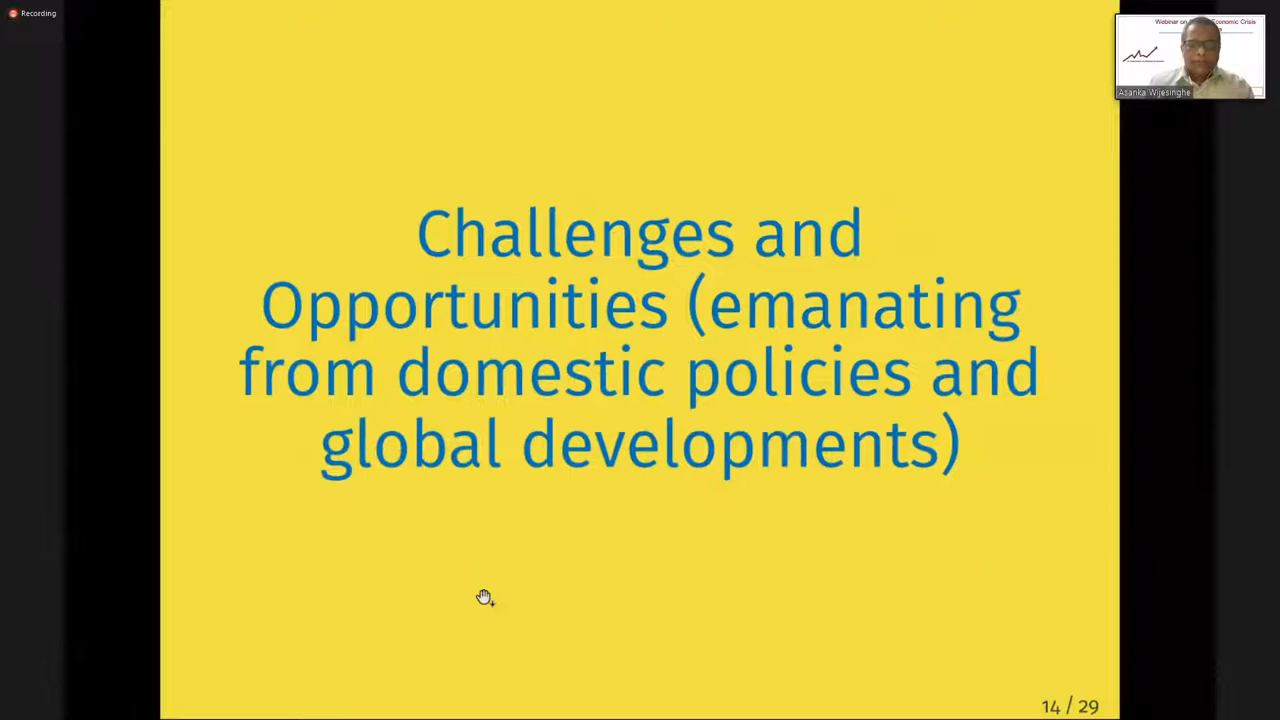 Recording
Webinar on
Economic Crisis
Asanka Wijesinghe
Challenges and
Opportunities (emanating
from domestic policies and
global developments)
14 / 29